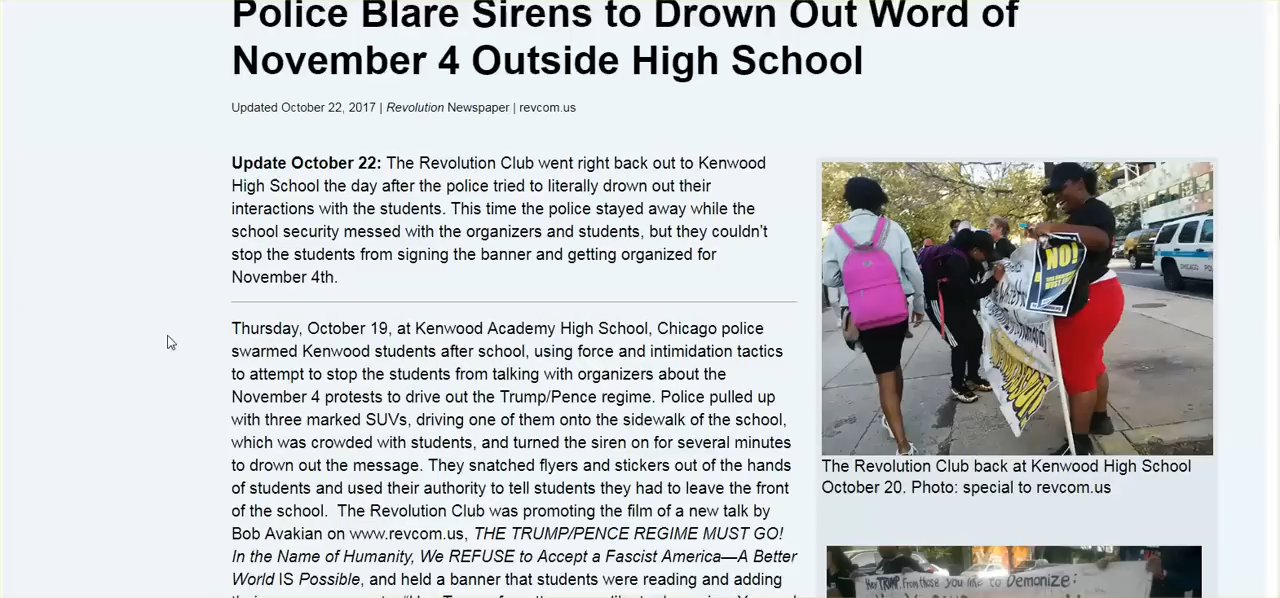 Police Blare Sirens to Drown Out Word of
November 4 Outside High School
Updated October 22, 2017 | Revolution Newspaper | revcom.us
Update October 22: The Revolution Club went right back out to Kenwood
High School the day after the police tried to literally drown out their
interactions with the students. This time the police stayed away while the
school security messed with the organizers and students, but they couldn't
stop the students from signing the banner and getting organized for
November 4th.
Thursday, October 19, at Kenwood Academy High School, Chicago police
swarmed Kenwood students after school, using force and intimidation tactics
to attempt to stop the students from talking with organizers about the
November 4 protests to drive out the Trump/Pence regime. Police pulled up
with three marked SUVs, driving one of them onto the sidewalk of the school,
which was crowded with students, and turned the siren on for several minutes
to drown out the message. They snatched flyers and stickers out of the hands
of students and used their authority to tell students they had to leave the front
of the school. The Revolution Club was promoting the film of a new talk by
Bob Avakian on www.revcom.us, THE TRUMP/PENCE REGIME MUST GO!
In the Name of Humanity, We REFUSE to Accept a Fascist America—A Better
World IS Possible, and held a banner that students were reading and adding
NO!
CHICAGO
The Revolution Club back at Kenwood High School
October 20. Photo: special to revcom.us
Hey TRUMP, From those you like to Demonize: